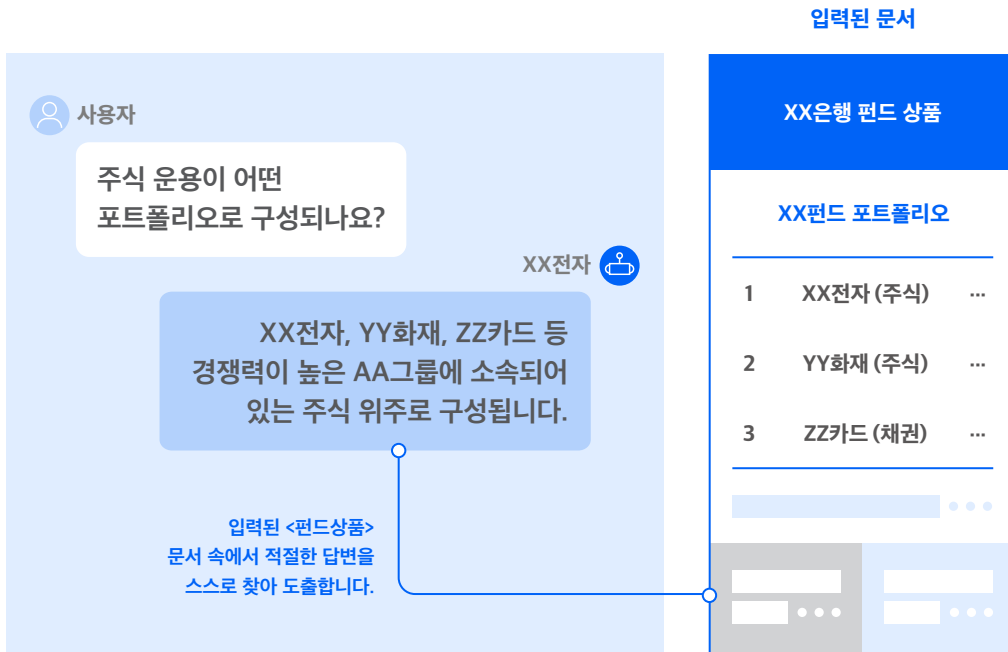 입력된 문서
사용자
주식 운용이 어떤
포트폴리오로 구성되나요?
XX전자
XX전자, YY화재, ZZ카드 등
경쟁력이 높은 AA그룹에 소속되어
있는 주식 위주로 구성됩니다.
입력된 <펀드상품>
문서 속에서 적절한 답변을
스스로 찾아 도출합니다.
XX은행 펀드 상품
XX펀드 포트폴리오
1 XX전자 (주식) ...
2 YY화재 (주식) ...
3 ZZ카드 (채권) ...